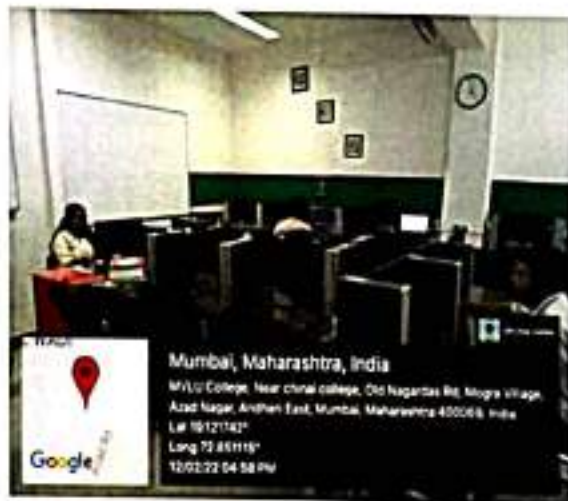 Mumbai, Maharashtra, India
MVLU College, Near chinai college, Old Nagardas Rd, Mogra Village,
Azad Nagar, Andheri East, Mumbai, Maharashtra 400069, India
Lat 19.121742°
Long 72.851115°
12/02/22 04:58 PM
Google